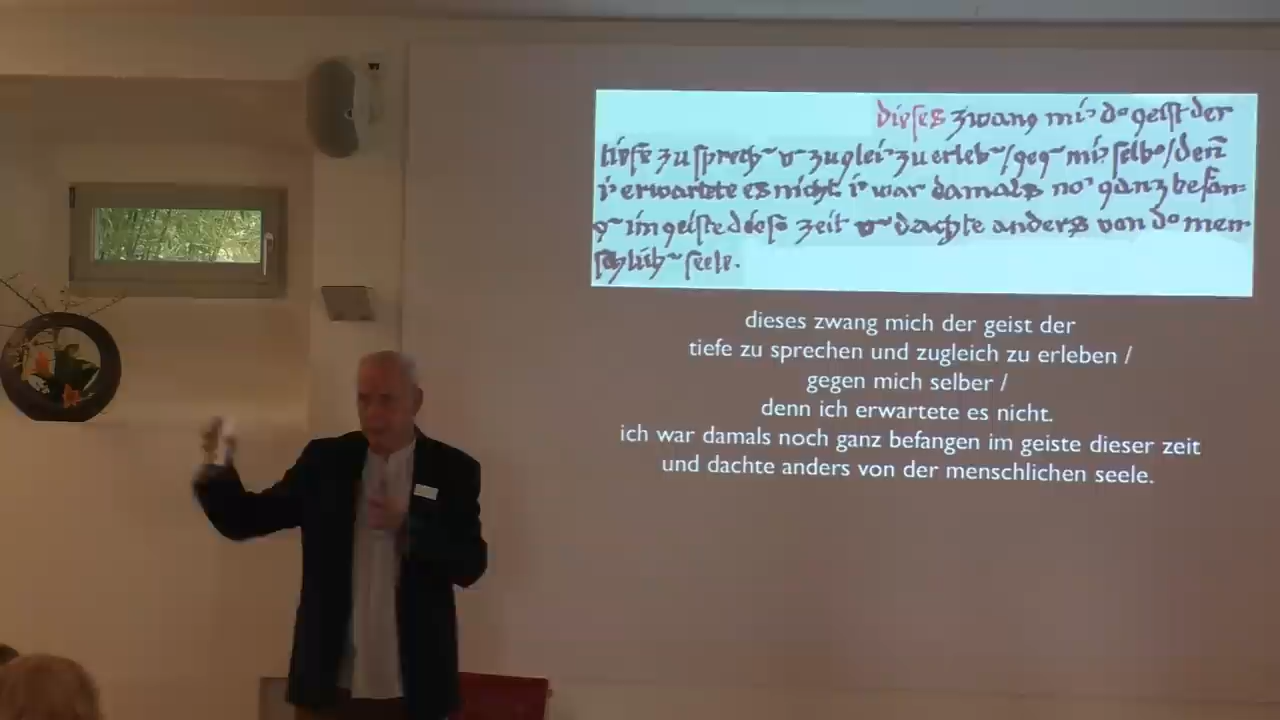 dieses zwang mi' d° geist der
tiefe zu sprech~ v~ zuglei' zu erleb~/geg~ mi' selb°/den̄
i' erwartete es nicht. i' war damals no' ganz befan=
g~ im geiste dies° zeit v~ dachte anders von d° men-
schlich~ seele.
dieses zwang mich der geist der
tiefe zu sprechen und zugleich zu erleben /
gegen mich selber /
denn ich erwartete es nicht.
ich war damals noch ganz befangen im geiste dieser zeit
und dachte anders von der menschlichen seele.